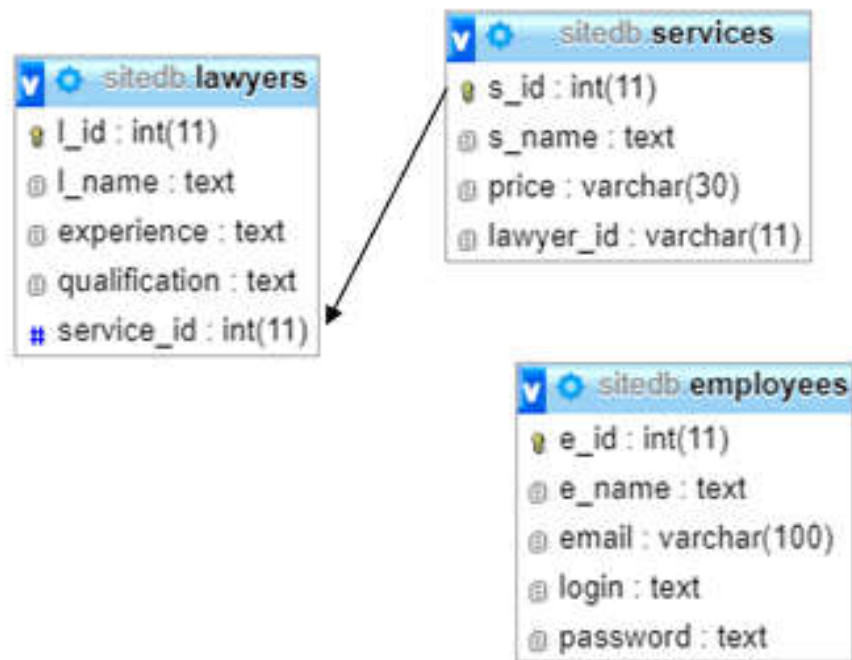 sitedb lawyers
l_id : int(11)
l_name : text
experience : text
qualification : text
# service_id : int(11)
sitedb services
s_id : int(11)
s_name : text
price : varchar(30)
lawyer_id : varchar(11)
sitedb employees
e_id : int(11)
e_name : text
email : varchar(100)
login : text
password : text